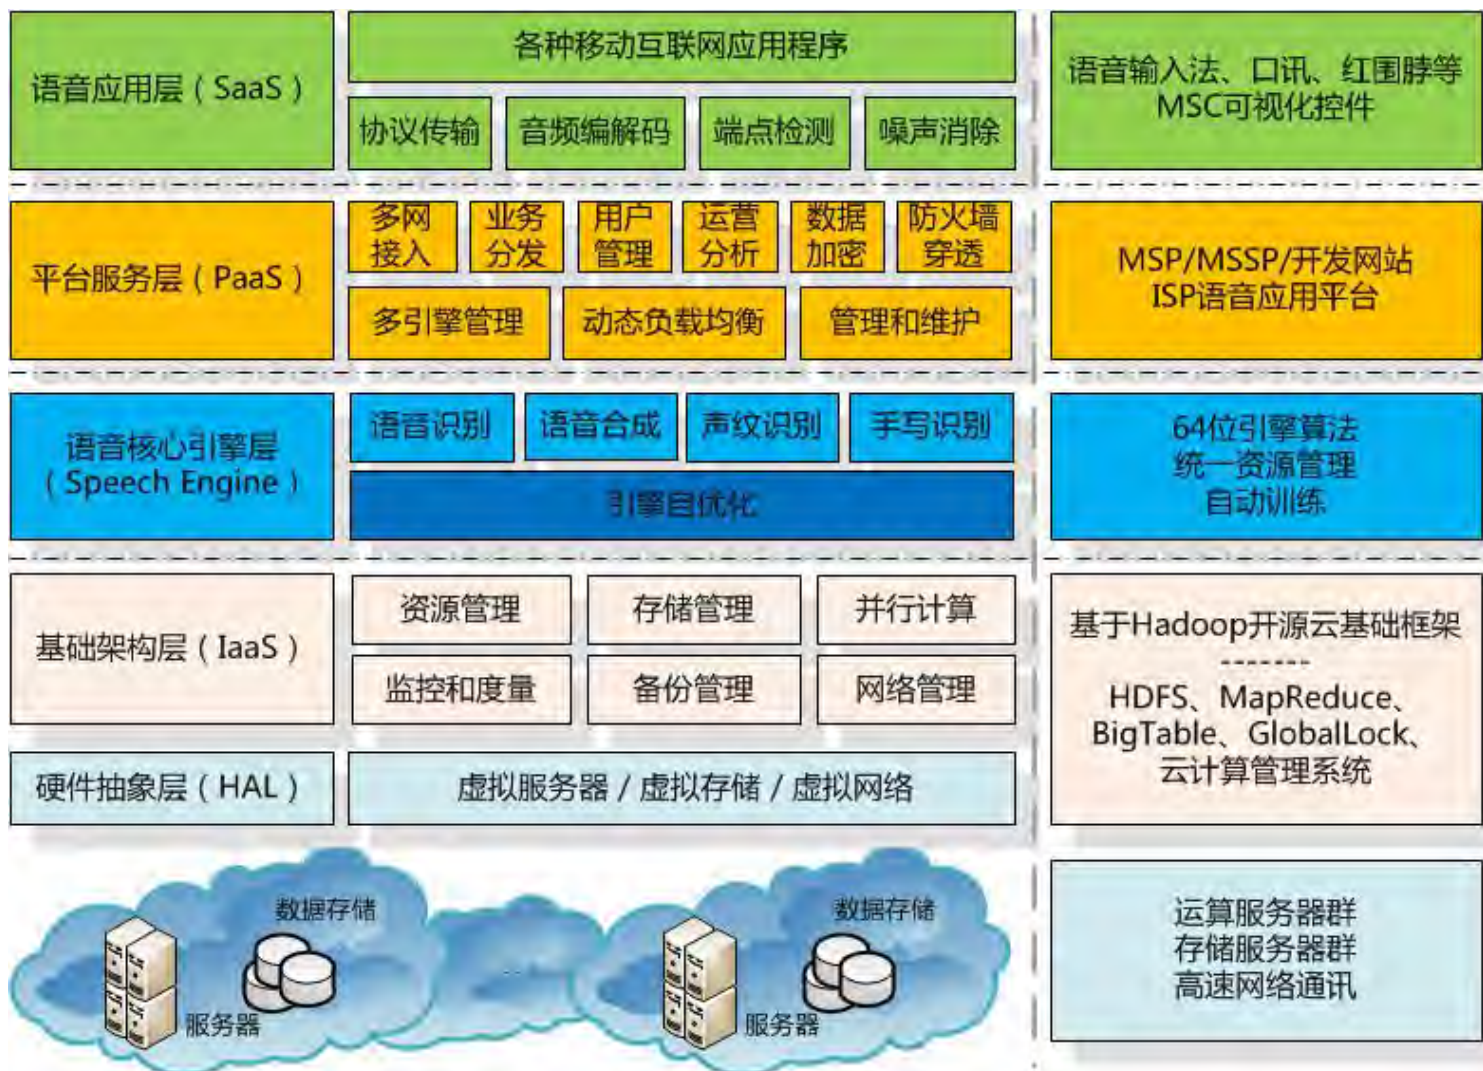 语音应用层（SaaS）
各种移动互联网应用程序
协议传输
音频编解码
端点检测
噪声消除
语音输入法、口讯、红围脖等
MSC可视化控件
平台服务层（PaaS）
多网
接入
业务
分发
用户
管理
运营
分析
数据
加密
防火墙
穿透
多引擎管理
动态负载均衡
管理和维护
MSP/MSSP/开发网站
ISP语音应用平台
语音核心引擎层
（Speech Engine）
语音识别
语音合成
声纹识别
手写识别
引擎自优化
64位引擎算法
统一资源管理
自动训练
基础架构层（IaaS）
资源管理
存储管理
并行计算
监控和度量
备份管理
网络管理
基于Hadoop开源云基础框架
-------
HDFS、MapReduce、
BigTable、GlobalLock、
云计算管理系统
硬件抽象层（HAL）
虚拟服务器 / 虚拟存储 / 虚拟网络
数据存储
服务器
数据存储
服务器
运算服务器群
存储服务器群
高速网络通讯